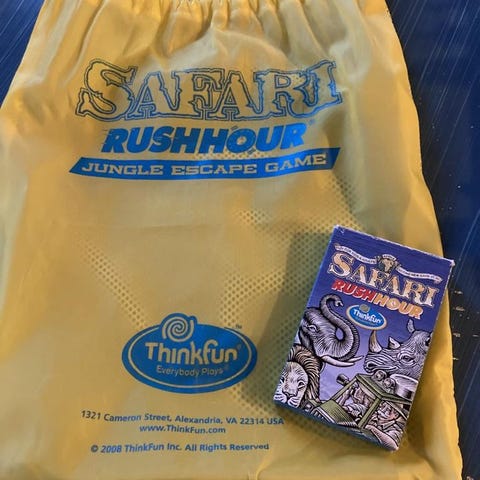 SAFARI
RUSHHOUR®
JUNGLE ESCAPE GAME
Thinkfun™
Everybody Plays®
1321 Cameron Street, Alexandria, VA 22314 USA
www.ThinkFun.com
© 2008 ThinkFun Inc. All Rights Reserved
SAFARI
RUSHHOUR
Thinkfun